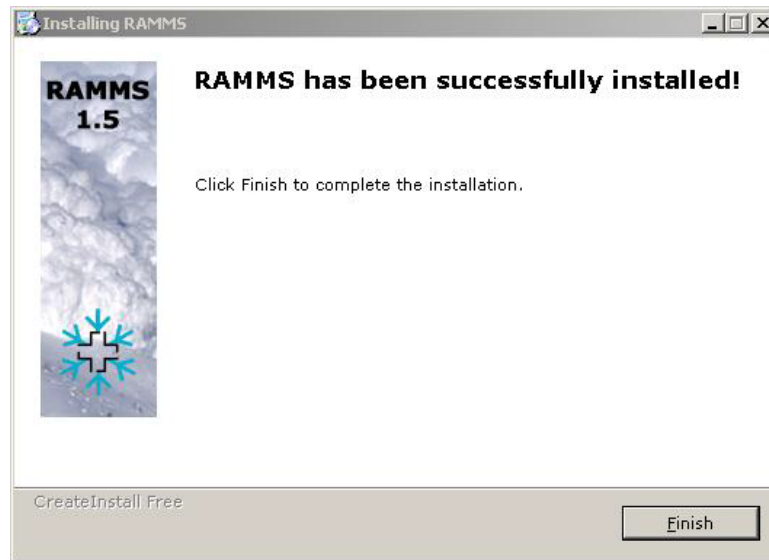 Installing RAMMS
RAMMS
1.5
RAMMS has been successfully installed!
Click Finish to complete the installation.
CreateInstall Free
Finish